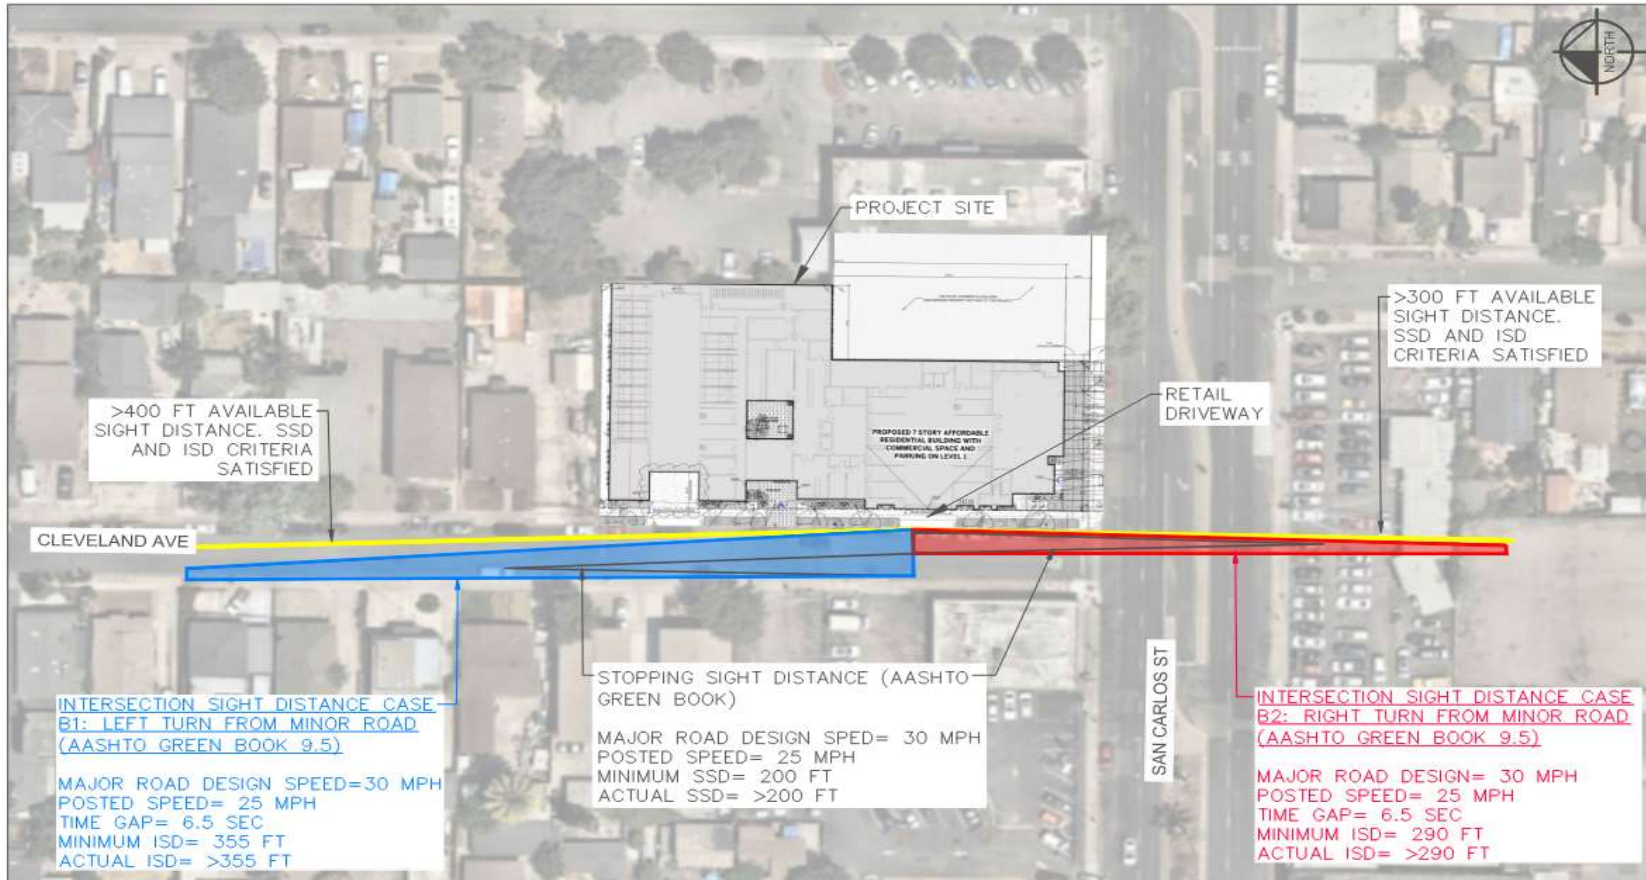 NORTH
PROJECT SITE
>300 FT AVAILABLE
SIGHT DISTANCE.
SSD AND ISD
CRITERIA SATISFIED
RETAIL
DRIVEWAY
>400 FT AVAILABLE
SIGHT DISTANCE. SSD
AND ISD CRITERIA
SATISFIED
PROPOSED 7 STORY AFFORDABLE
RESIDENTIAL BUILDING WITH
COMMERCIAL SPACE AND
PARKING ON LEVEL 1
CLEVELAND AVE
SAN CARLOS ST
INTERSECTION SIGHT DISTANCE CASE
B1: LEFT TURN FROM MINOR ROAD
(AASHTO GREEN BOOK 9.5)
MAJOR ROAD DESIGN SPEED=30 MPH
POSTED SPEED= 25 MPH
TIME GAP= 6.5 SEC
MINIMUM ISD= 355 FT
ACTUAL ISD= >355 FT
STOPPING SIGHT DISTANCE (AASHTO
GREEN BOOK)
MAJOR ROAD DESIGN SPED= 30 MPH
POSTED SPEED= 25 MPH
MINIMUM SSD= 200 FT
ACTUAL SSD= >200 FT
INTERSECTION SIGHT DISTANCE CASE
B2: RIGHT TURN FROM MINOR ROAD
(AASHTO GREEN BOOK 9.5)
MAJOR ROAD DESIGN= 30 MPH
POSTED SPEED= 25 MPH
TIME GAP= 6.5 SEC
MINIMUM ISD= 290 FT
ACTUAL ISD= >290 FT